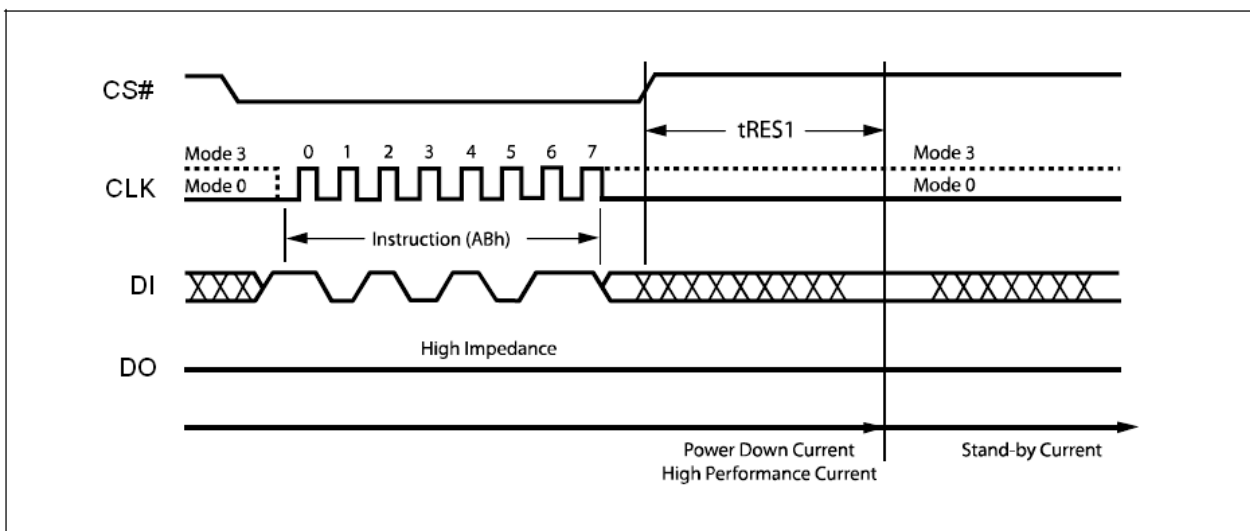 CS#
tRES1
Mode 3 0 1 2 3 4 5 6 7 Mode 3
CLK Mode 0 Mode 0
Instruction (ABh)
DI
High Impedance
DO
Power Down Current Stand-by Current
High Performance Current